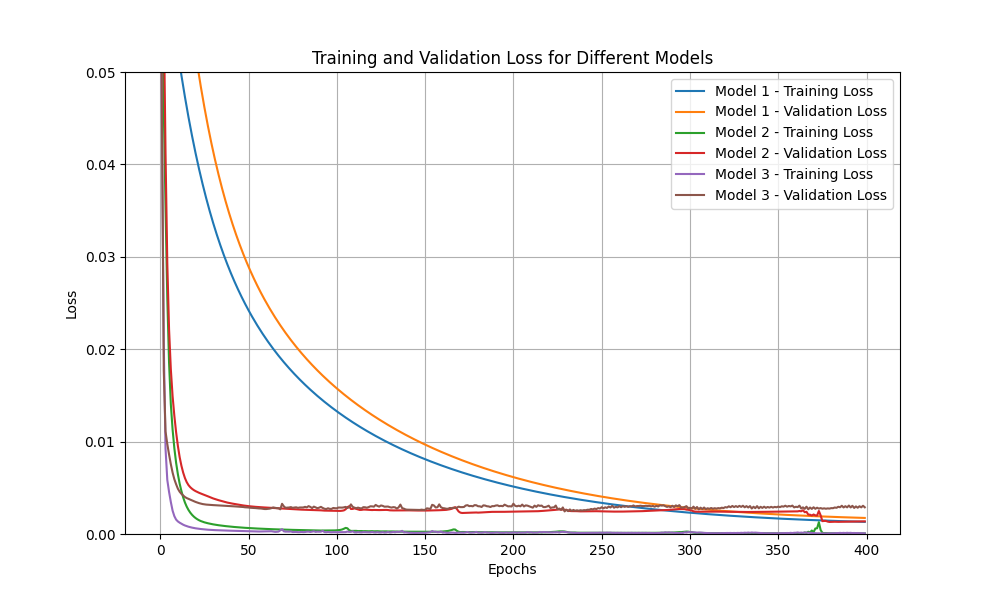 Training and Validation Loss for Different Models
Loss
0.05
0.04
0.03
0.02
0.01
0.00
Model 1 - Training Loss
Model 1 - Validation Loss
Model 2 - Training Loss
Model 2 - Validation Loss
Model 3 - Training Loss
Model 3 - Validation Loss
0 50 100 150 200 250 300 350 400
Epochs